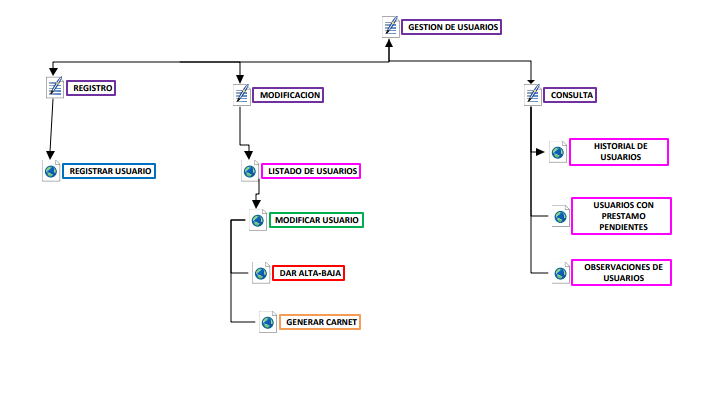 GESTION DE USUARIOS
REGISTRO
MODIFICACION
CONSULTA
HISTORIAL DE
USUARIOS
REGISTRAR USUARIO
LISTADO DE USUARIOS
USUARIOS CON
PRESTAMO
PENDIENTES
MODIFICAR USUARIO
DAR ALTA-BAJA
OBSERVACIONES DE
USUARIOS
GENERAR CARNET